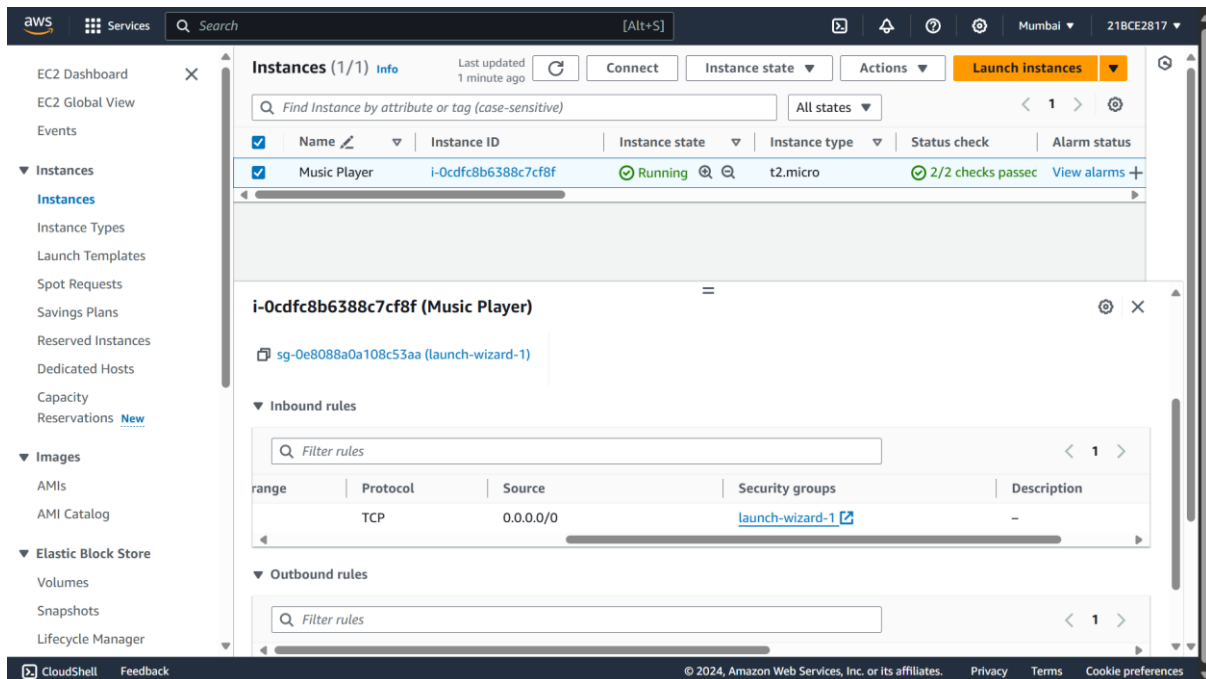 aws Services Search [Alt+S] Mumbai 21BCE2817
EC2 Dashboard
EC2 Global View
Events
Instances
Instances
Instance Types
Launch Templates
Spot Requests
Savings Plans
Reserved Instances
Dedicated Hosts
Capacity
Reservations New
Images
AMIs
AMI Catalog
Elastic Block Store
Volumes
Snapshots
Lifecycle Manager
Instances (1/1) Info Last updated
1 minute ago Connect Instance state Actions Launch instances
Find Instance by attribute or tag (case-sensitive) All states 1
Name Instance ID Instance state Instance type Status check Alarm status
Music Player i-0cdfc8b6388c7cf8f Running t2.micro 2/2 checks passec View alarms
i-0cdfc8b6388c7cf8f (Music Player)
sg-0e8088a0a108c53aa (launch-wizard-1)
Inbound rules
Filter rules 1
range Protocol Source Security groups Description
TCP 0.0.0.0/0 launch-wizard-1 –
Outbound rules
Filter rules 1
CloudShell Feedback © 2024, Amazon Web Services, Inc. or its affiliates. Privacy Terms Cookie preferences